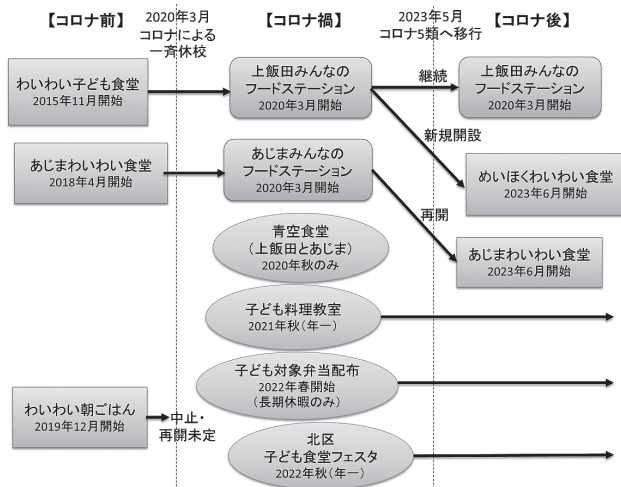 【コロナ前】
2020年3月
コロナによる
一斉休校
【コロナ禍】
2023年5月
コロナ5類へ移行
【コロナ後】
わいわい子ども食堂
2015年11月開始
上飯田みんなの
フードステーション
2020年3月開始
継続
上飯田みんなの
フードステーション
2020年3月開始
新規開設
あじまわいわい食堂
2018年4月開始
あじまみんなの
フードステーション
2020年3月開始
めいほくわいわい食堂
2023年6月開始
再開
青空食堂
（上飯田とあじま）
2020年秋のみ
あじまわいわい食堂
2023年6月開始
子ども料理教室
2021年秋（年一）
子ども対象弁当配布
2022年春開始
（長期休暇のみ）
わいわい朝ごはん
2019年12月開始
中止・
再開未定
北区
子ども食堂フェスタ
2022年秋（年一）